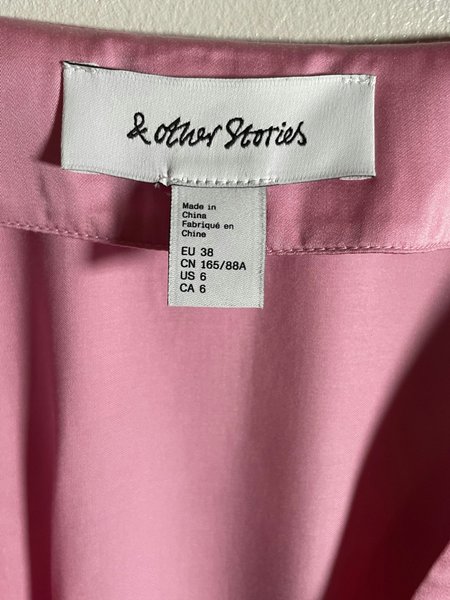 & other Stories
Made in
China
Fabriqué en
Chine
EU 38
CN 165/88A
US 6
CA 6